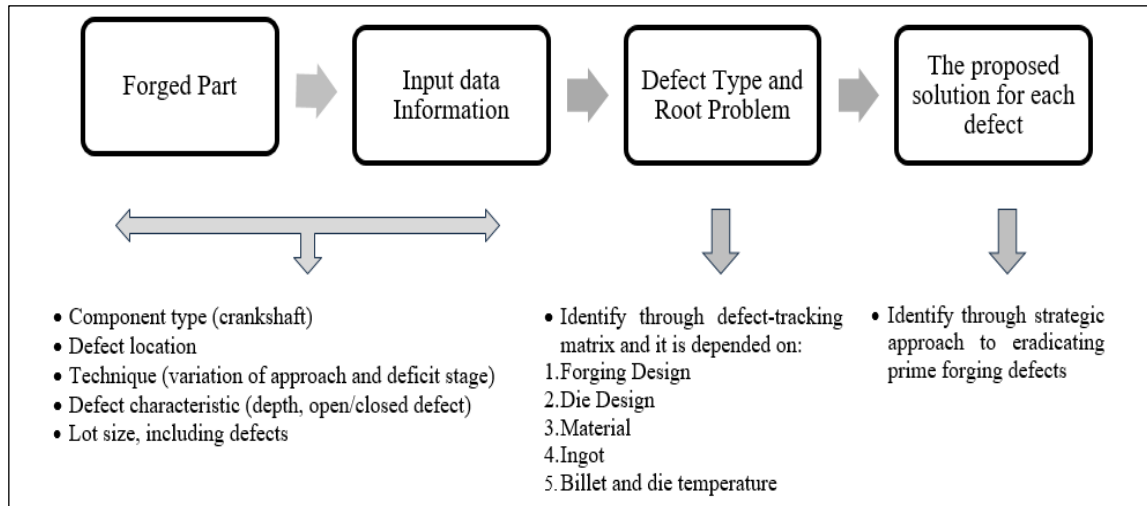 Forged Part
Input data
Information
Defect Type and
Root Problem
The proposed
solution for each
defect
• Component type (crankshaft)
• Defect location
• Technique (variation of approach and deficit stage)
• Defect characteristic (depth, open/closed defect)
• Lot size, including defects
• Identify through defect-tracking
matrix and it is depended on:
1.Forging Design
2.Die Design
3.Material
4.Ingot
5.Billet and die temperature
• Identify through strategic
approach to eradicating
prime forging defects